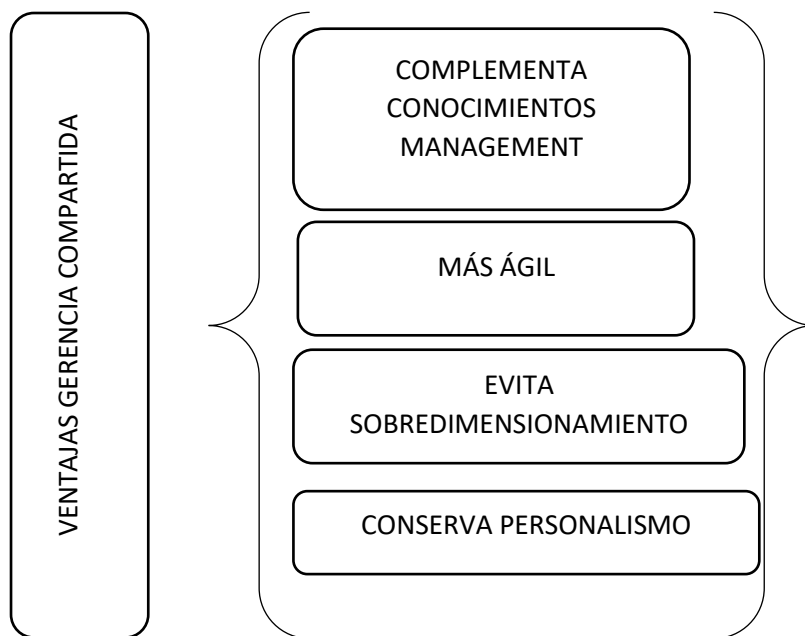 VENTAJAS GERENCIA COMPARTIDA
COMPLEMENTA
CONOCIMIENTOS
MANAGEMENT
MÁS ÁGIL
EVITA
SOBREDIMENSIONAMIENTO
CONSERVA PERSONALISMO